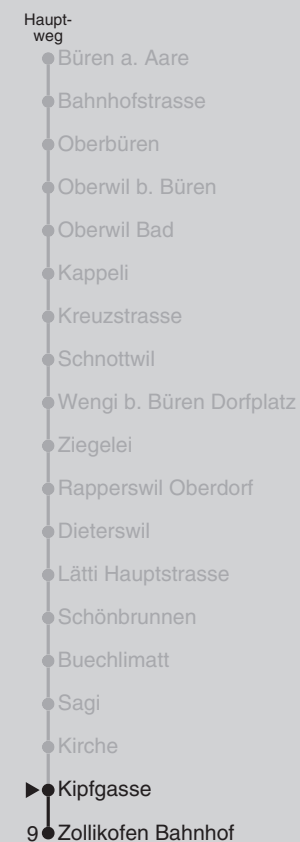 Haupt-
weg
Büren a. Aare
Bahnhofstrasse
Oberbüren
Oberwil b. Büren
Oberwil Bad
Kappeli
Kreuzstrasse
Schnottwil
Wengi b. Büren Dorfplatz
Ziegelei
Rapperswil Oberdorf
Dieterswil
Lätti Hauptstrasse
Schönbrunnen
Buechlimatt
Sagi
Kirche
Kipfgasse
9 Zollikofen Bahnhof